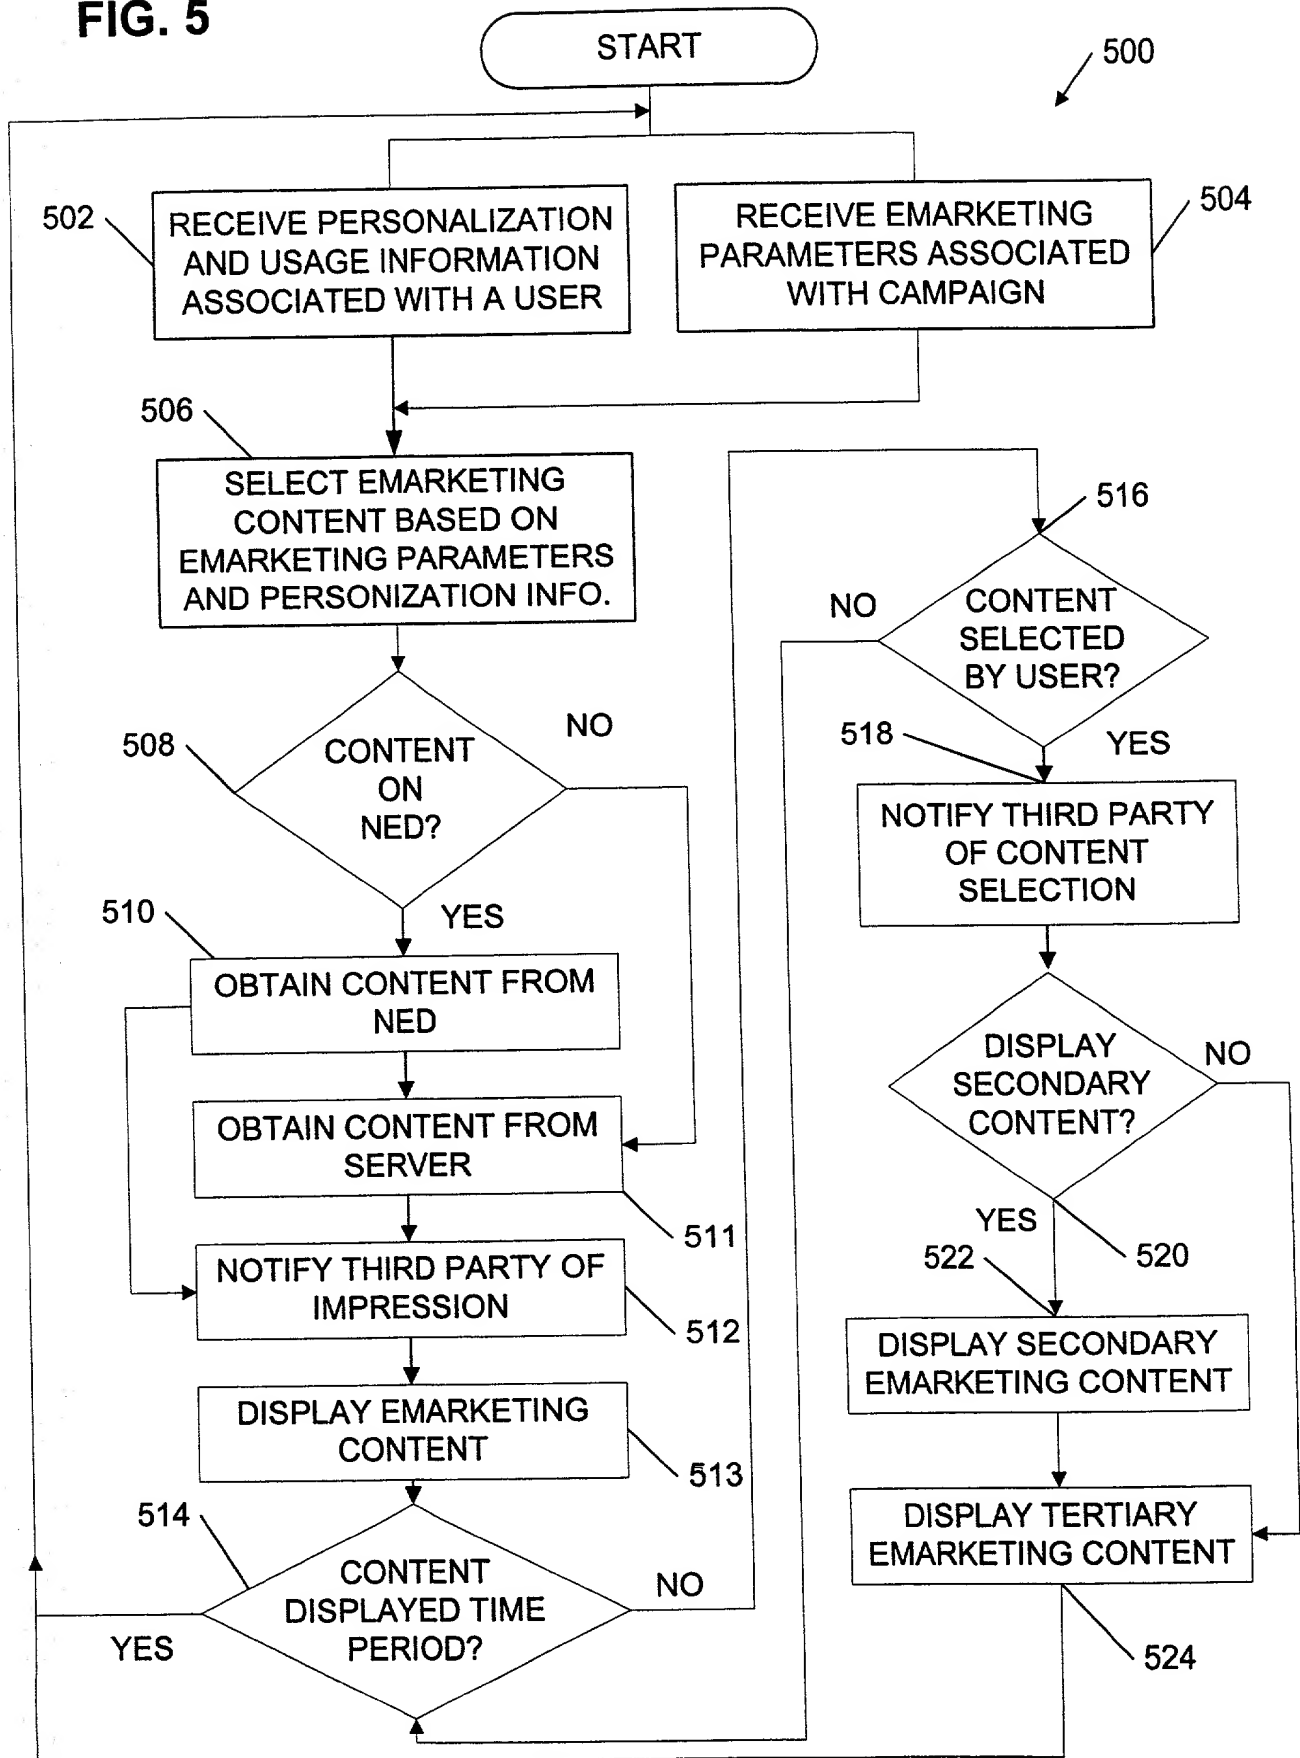 FIG. 5
START
500
502
RECEIVE PERSONALIZATION
AND USAGE INFORMATION
ASSOCIATED WITH A USER
RECEIVE EMARKETING
PARAMETERS ASSOCIATED
WITH CAMPAIGN
504
506
SELECT EMARKETING
CONTENT BASED ON
EMARKETING PARAMETERS
AND PERSONIZATION INFO.
508
CONTENT
ON
NED?
NO
YES
510
OBTAIN CONTENT FROM
NED
OBTAIN CONTENT FROM
SERVER
511
NOTIFY THIRD PARTY OF
IMPRESSION
512
DISPLAY EMARKETING
CONTENT
513
514
CONTENT
DISPLAYED TIME
PERIOD?
NO
YES
516
NO
CONTENT
SELECTED
BY USER?
518
YES
NOTIFY THIRD PARTY
OF CONTENT
SELECTION
DISPLAY
SECONDARY
CONTENT?
NO
YES
520
522
DISPLAY SECONDARY
EMARKETING CONTENT
DISPLAY TERTIARY
EMARKETING CONTENT
524